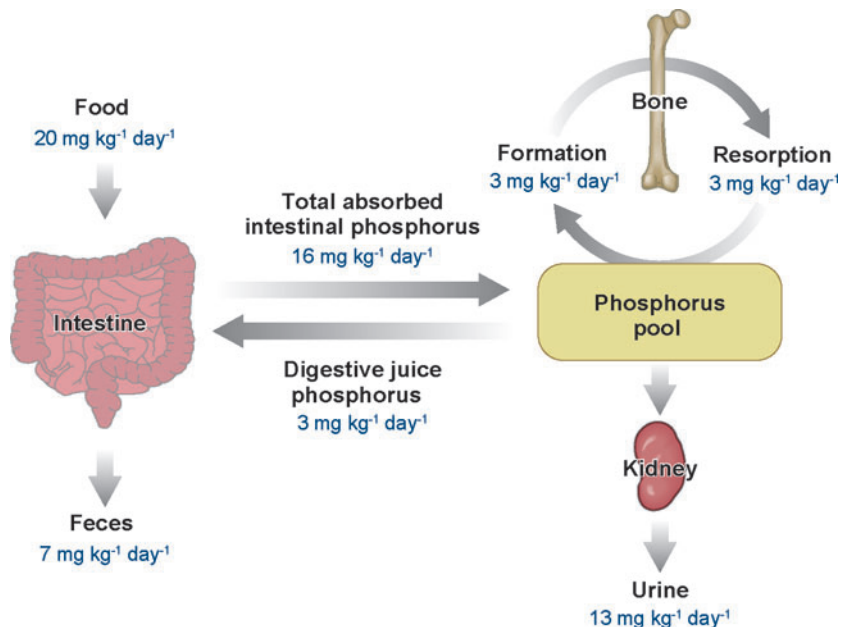 Food
20 mg kg⁻¹ day⁻¹
Intestine
Feces
7 mg kg⁻¹ day⁻¹
Total absorbed
intestinal phosphorus
16 mg kg⁻¹ day⁻¹
Digestive juice
phosphorus
3 mg kg⁻¹ day⁻¹
Bone
Formation
3 mg kg⁻¹ day⁻¹
Resorption
3 mg kg⁻¹ day⁻¹
Phosphorus
pool
Kidney
Urine
13 mg kg⁻¹ day⁻¹